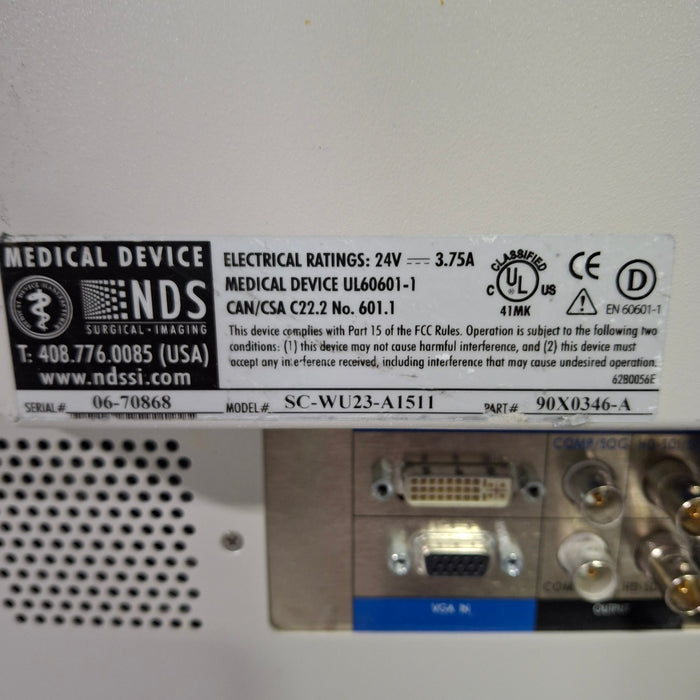 MEDICAL DEVICE
NDS
SURGICAL - IMAGING
T: 408.776.0085 (USA)
www.ndssi.com
ELECTRICAL RATINGS: 24V ⎓ 3.75A
MEDICAL DEVICE UL60601-1
CAN/CSA C22.2 No. 601.1
CLASSIFIED
C UL US
41MK
CE
D
EN 60601-1
This device complies with Part 15 of the FCC Rules. Operation is subject to the following two
conditions: (1) this device may not cause harmful interference, and (2) this device must
accept any interference received, including interference that may cause undesired operation.
62B0056E
SERIAL# 06-70868 MODEL# SC-WU23-A1511 PART# 90X0346-A
COMP/SOG
VGA IN
OUTPUT